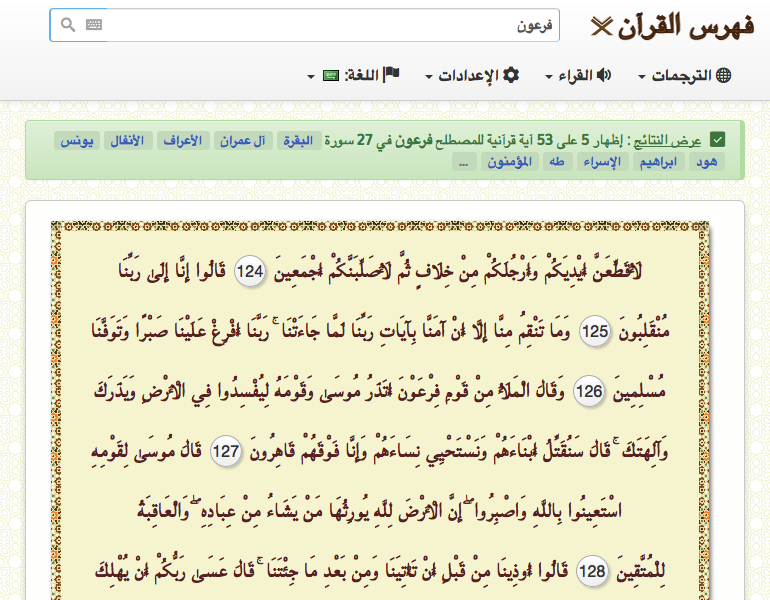 فهرس القرآن
فرعون
الترجمات القراء الإعدادات اللغة:
عرض النتائج : إظهار 5 على 53 آية قرآنية للمصطلح فرعون في 27 سورة البقرة آل عمران الأعراف الأنفال يونس
هود ابراهيم الإسراء طه المؤمنون ...
لَأُقَطِّعَنَّ أَيْدِيَكُمْ وَأَرْجُلَكُمْ مِنْ خِلَافٍ ثُمَّ لَأُصَلِّبَنَّكُمْ أَجْمَعِينَ 124 قَالُوا إِنَّا إِلَىٰ رَبِّنَا
مُنْقَلِبُونَ 125 وَمَا تَنْقِمُ مِنَّا إِلَّا أَنْ آمَنَّا بِآيَاتِ رَبِّنَا لَمَّا جَاءَتْنَا ۚ رَبَّنَا أَفْرِغْ عَلَيْنَا صَبْرًا وَتَوَفَّنَا
مُسْلِمِينَ 126 وَقَالَ الْمَلَأُ مِنْ قَوْمِ فِرْعَوْنَ أَتَذَرُ مُوسَىٰ وَقَوْمَهُ لِيُفْسِدُوا فِي الْأَرْضِ وَيَذَرَكَ
وَآلِهَتَكَ ۚ قَالَ سَنُقَتِّلُ أَبْنَاءَهُمْ وَنَسْتَحْيِي نِسَاءَهُمْ وَإِنَّا فَوْقَهُمْ قَاهِرُونَ 127 قَالَ مُوسَىٰ لِقَوْمِهِ
اسْتَعِينُوا بِاللَّهِ وَاصْبِرُوا ۖ إِنَّ الْأَرْضَ لِلَّهِ يُورِثُهَا مَنْ يَشَاءُ مِنْ عِبَادِهِ ۖ وَالْعَاقِبَةُ
لِلْمُتَّقِينَ 128 قَالُوا أُوذِينَا مِنْ قَبْلِ أَنْ تَأْتِيَنَا وَمِنْ بَعْدِ مَا جِئْتَنَا ۚ قَالَ عَسَىٰ رَبُّكُمْ أَنْ يُهْلِكَ